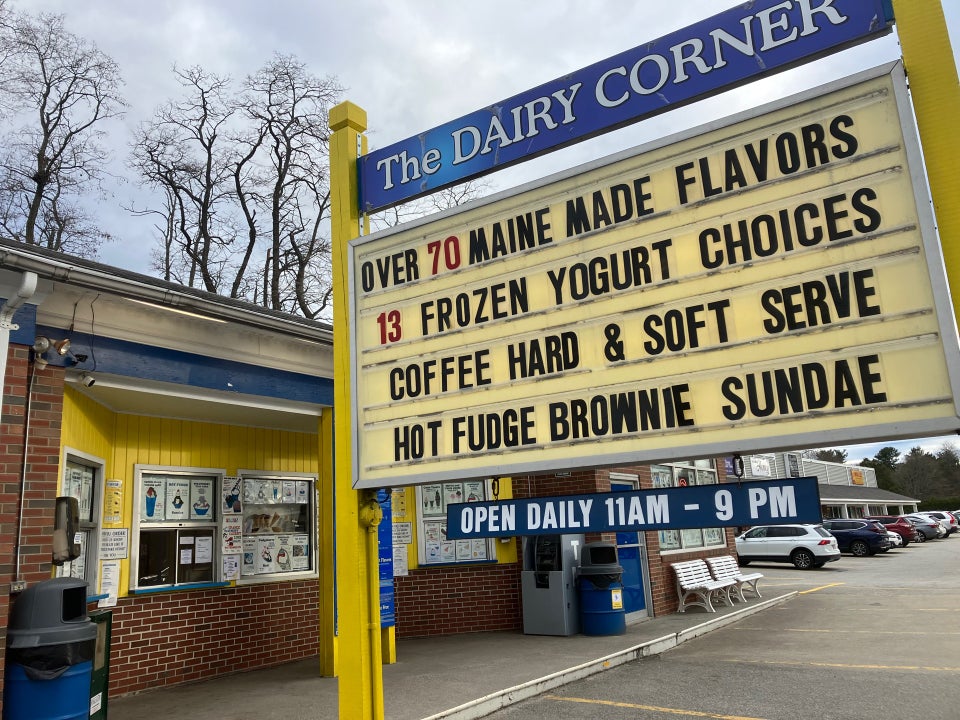 The DAIRY CORNER
OVER 70 MAINE MADE FLAVORS
13 FROZEN YOGURT CHOICES
COFFEE HARD & SOFT SERVE
HOT FUDGE BROWNIE SUNDAE
OPEN DAILY 11AM - 9 PM